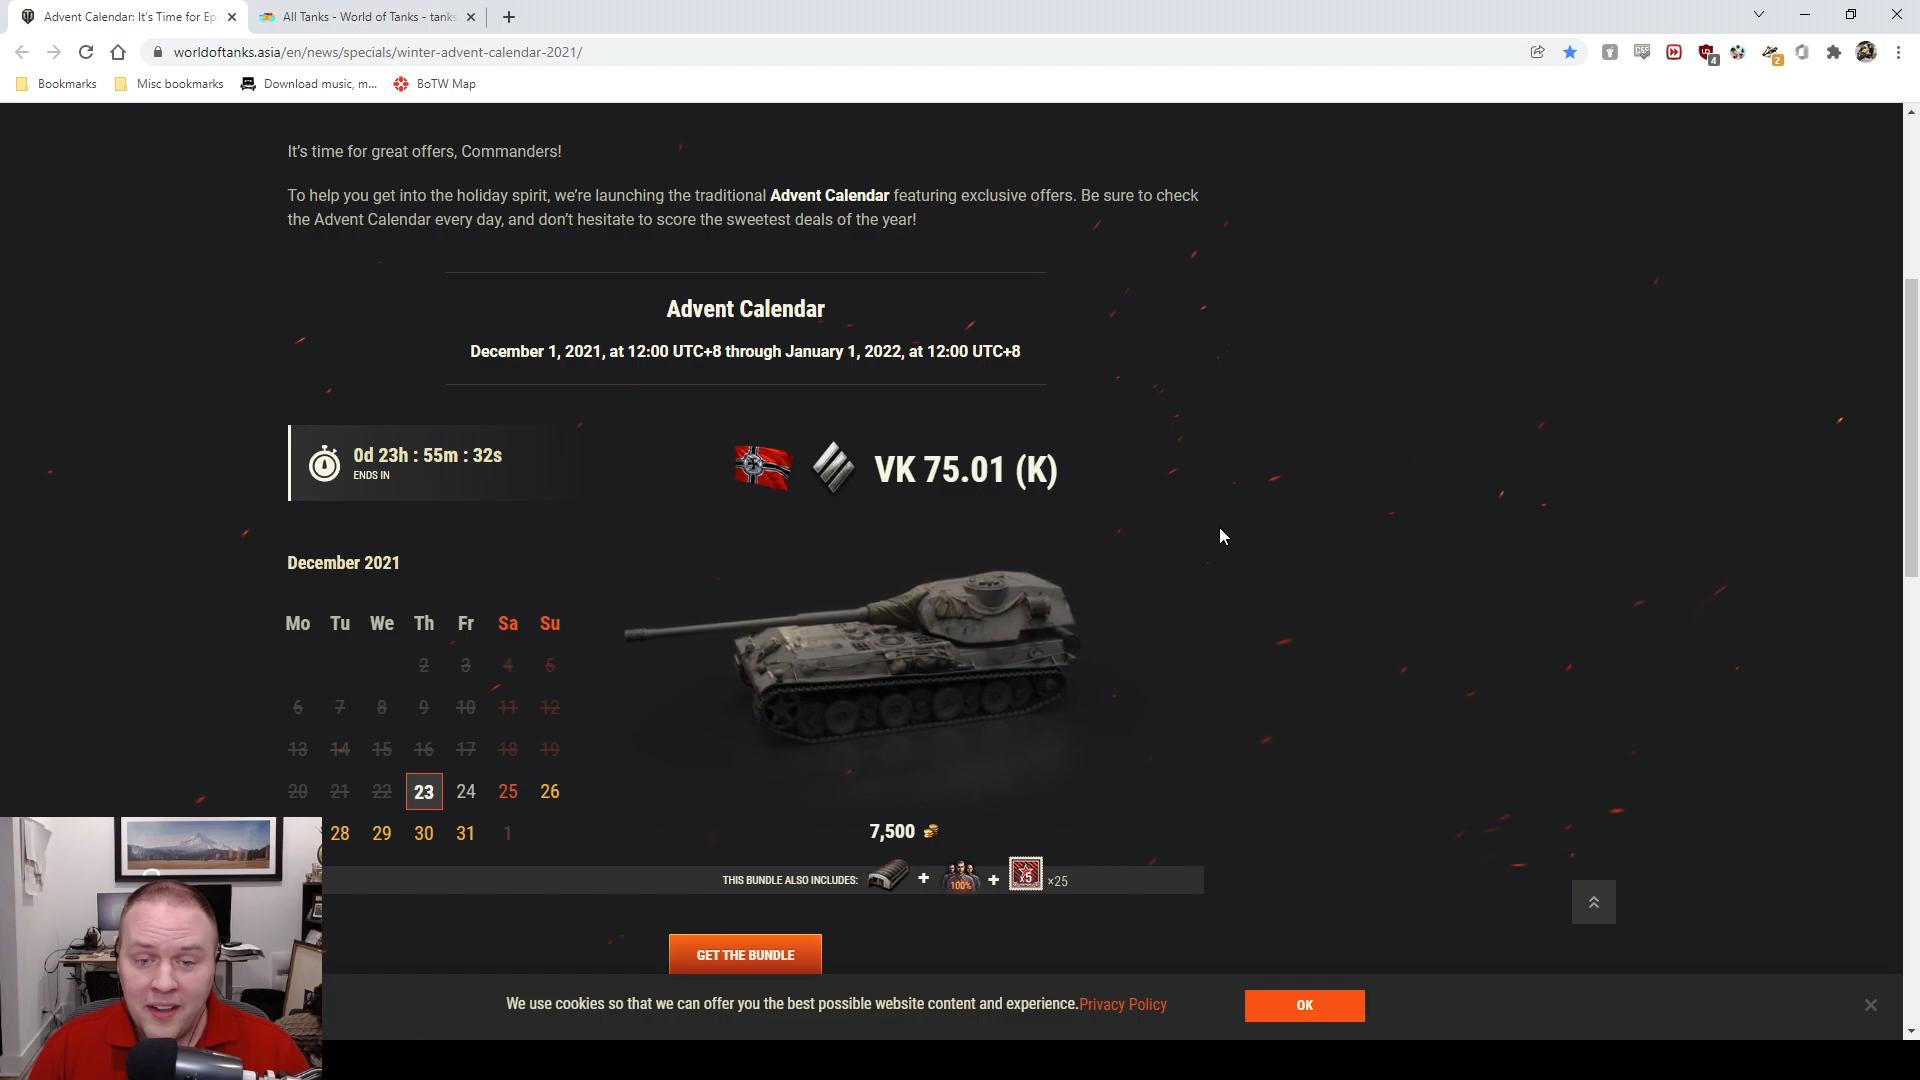 Advent Calendar: It's Time for Ep
All Tanks - World of Tanks - tanks
worldoftanks.asia/en/news/specials/winter-advent-calendar-2021/
4
2
Bookmarks
Misc bookmarks
Download music, m...
BoTW Map
It's time for great offers, Commanders!
To help you get into the holiday spirit, we're launching the traditional Advent Calendar featuring exclusive offers. Be sure to check
the Advent Calendar every day, and don't hesitate to score the sweetest deals of the year!
Advent Calendar
December 1, 2021, at 12:00 UTC+8 through January 1, 2022, at 12:00 UTC+8
0d 23h : 55m : 32s
ENDS IN
VK 75.01 (K)
December 2021
Mo Tu We Th Fr Sa Su
2 3 4 5
6 7 8 9 10 11 12
13 14 15 16 17 18 19
20 21 22 23 24 25 26
28 29 30 31 1
7,500
THIS BUNDLE ALSO INCLUDES: + 100% + x5 ×25
GET THE BUNDLE
We use cookies so that we can offer you the best possible website content and experience.Privacy Policy
OK